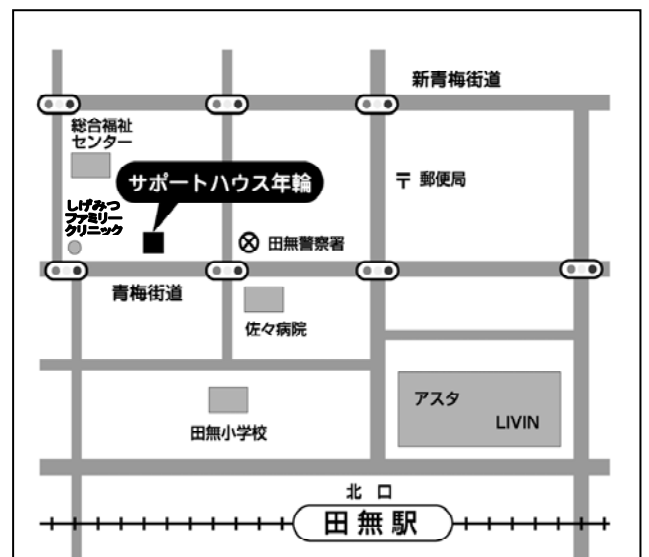 新青梅街道
総合福祉
センター
サポートハウス年輪
〒 郵便局
しげみつ
ファミリー
クリニック
田無警察署
青梅街道
佐々病院
アスタ
LIVIN
田無小学校
北 口
田無駅